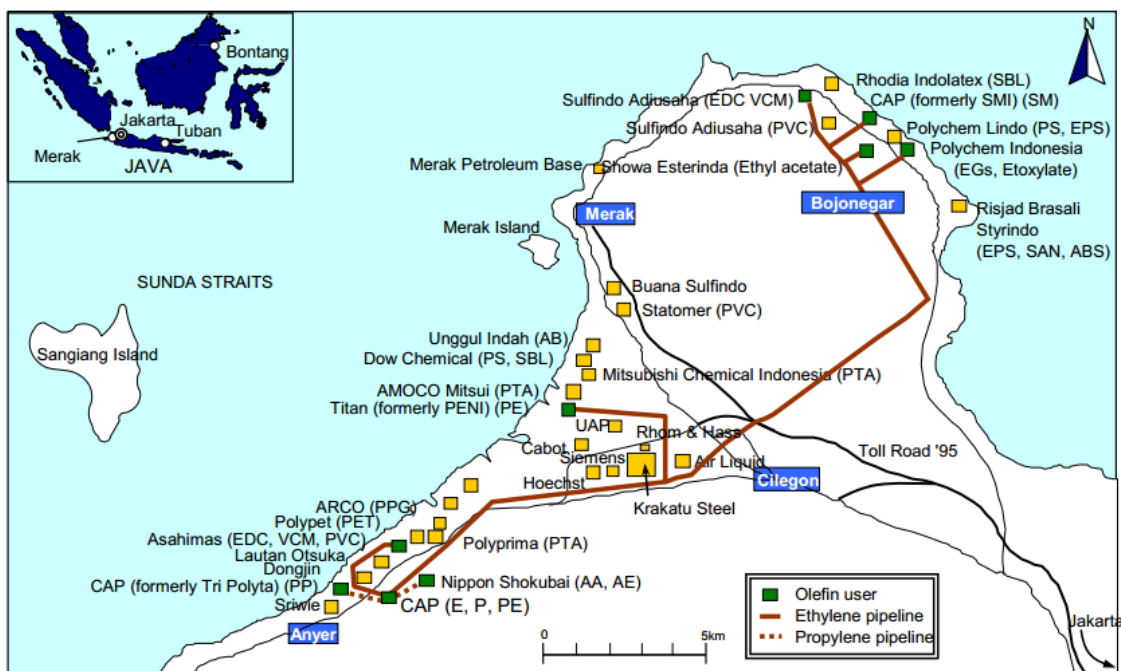 Bontang
Jakarta
Tuban
Merak
JAVA
N
Rhodia Indolatex (SBL)
Sulfindo Adiusaha (EDC VCM)
CAP (formerly SMI) (SM)
Sulfindo Adiusaha (PVC)
Polychem Lindo (PS, EPS)
Merak Petroleum Base
Showa Esterinda (Ethyl acetate)
Polychem Indonesia
(EGs, Etoxylate)
Merak
Bojonegar
Risjad Brasali
Styrindo
(EPS, SAN, ABS)
Merak Island
SUNDA STRAITS
Buana Sulfindo
Statomer (PVC)
Sangiang Island
Unggul Indah (AB)
Dow Chemical (PS, SBL)
Mitsubishi Chemical Indonesia (PTA)
AMOCO Mitsui (PTA)
Titan (formerly PENI) (PE)
UAP
Rhom & Hass
Cabot
Siemens
Air Liquid
Toll Road '95
Hoechst
Cilegon
Krakatu Steel
ARCO (PPG)
Polypet (PET)
Asahimas (EDC, VCM, PVC)
Polyprima (PTA)
Lautan Otsuka
Dongjin
CAP (formerly Tri Polyta) (PP)
Nippon Shokubai (AA, AE)
Sriwie
CAP (E, P, PE)
Anyer
Olefin user
Ethylene pipeline
Propylene pipeline
0
5km
Jakarta